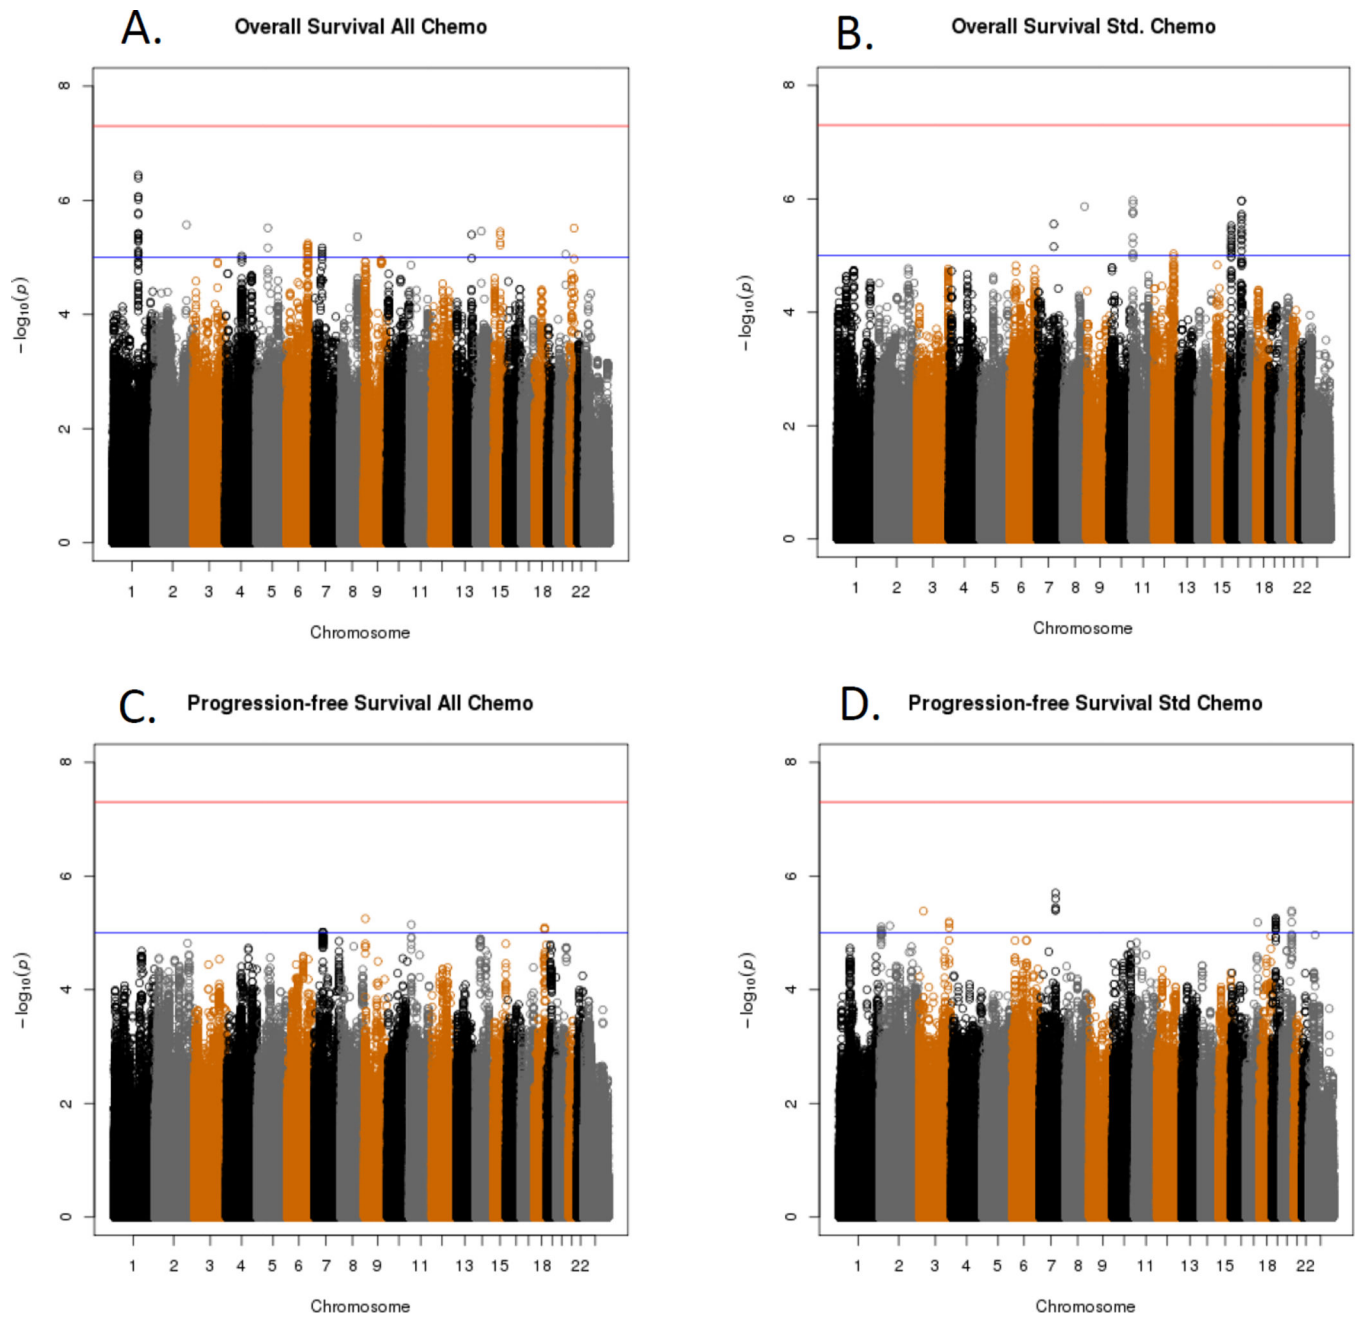 A. Overall Survival All Chemo
8
6
4
2
0
− log₁₀(p)
1 2 3 4 5 6 7 8 9 11 13 15 18 22
Chromosome
B. Overall Survival Std. Chemo
8
6
4
2
0
− log₁₀(p)
1 2 3 4 5 6 7 8 9 11 13 15 18 22
Chromosome
C. Progression-free Survival All Chemo
8
6
4
2
0
− log₁₀(p)
1 2 3 4 5 6 7 8 9 11 13 15 18 22
Chromosome
D. Progression-free Survival Std Chemo
8
6
4
2
0
− log₁₀(p)
1 2 3 4 5 6 7 8 9 11 13 15 18 22
Chromosome